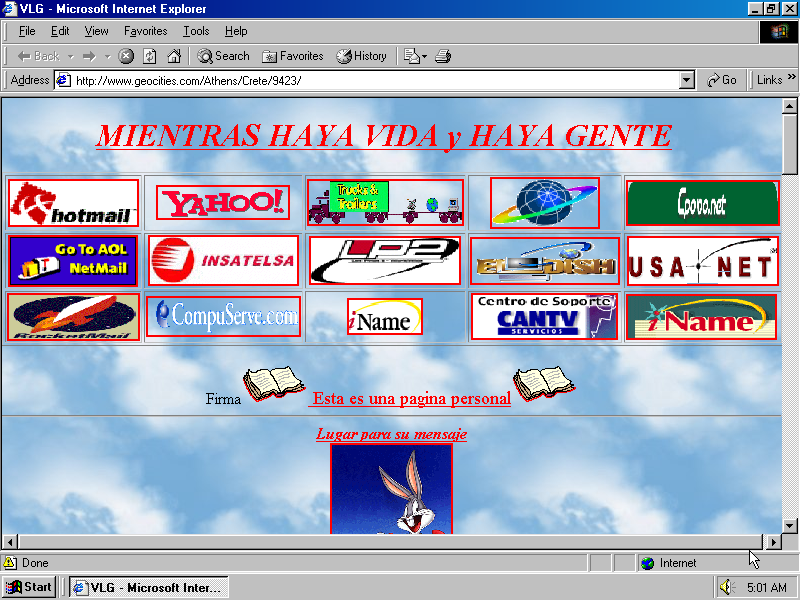 VLG - Microsoft Internet Explorer
File Edit View Favorites Tools Help
Back Search Favorites History
Address http://www.geocities.com/Athens/Crete/9423/ Go Links »
MIENTRAS HAYA VIDA y HAYA GENTE
hotmail YAHOO! Trucks & Trailers Cpovo.net
Go To AOL NetMail INSATELSA LP2 EL DISH USA NET
RocketMail CompuServe.com iName Centro de Soporte CANTV SERVICIOS iName
Firma Esta es una pagina personal
Lugar para su mensaje
Done Internet
Start VLG - Microsoft Inter... 5:01 AM